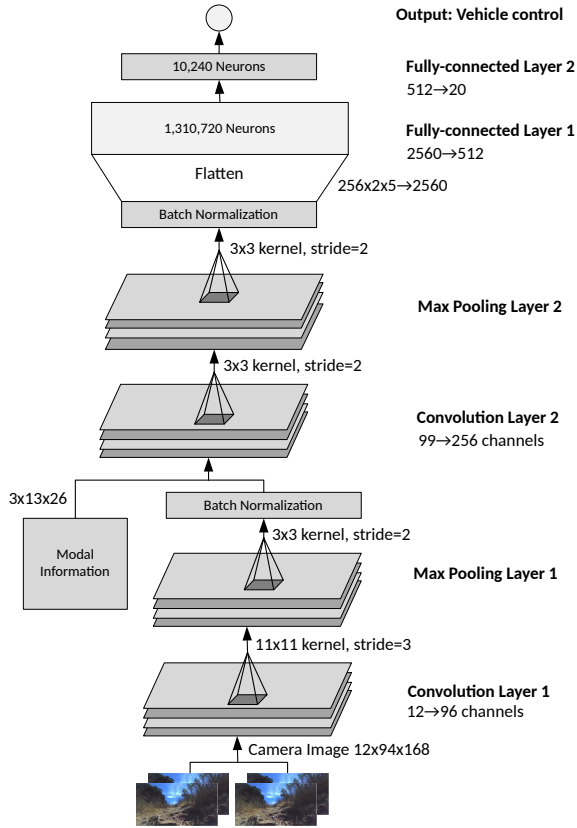 Output: Vehicle control
10,240 Neurons
Fully-connected Layer 2
512→20
1,310,720 Neurons
Fully-connected Layer 1
2560→512
Flatten
256x2x5→2560
Batch Normalization
3x3 kernel, stride=2
Max Pooling Layer 2
3x3 kernel, stride=2
Convolution Layer 2
99→256 channels
3x13x26
Batch Normalization
Modal
Information
3x3 kernel, stride=2
Max Pooling Layer 1
11x11 kernel, stride=3
Convolution Layer 1
12→96 channels
Camera Image 12x94x168